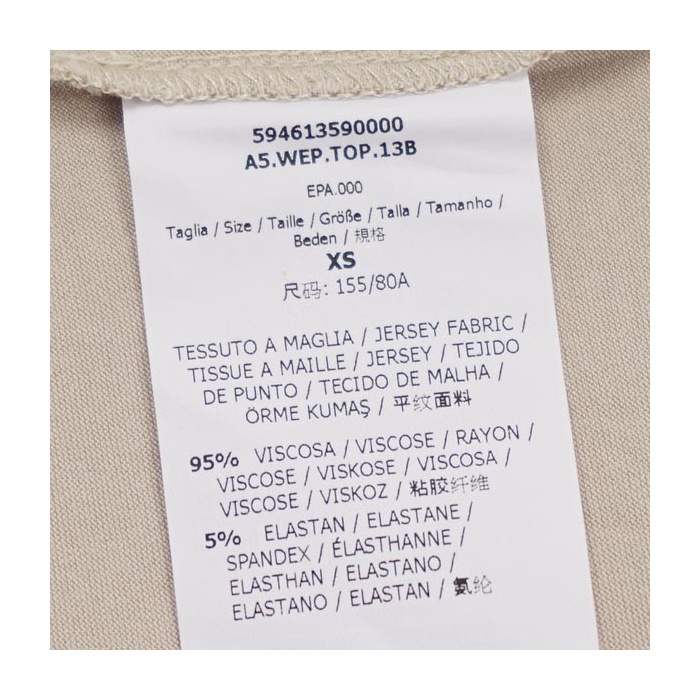 594613590000
A5.WEP.TOP.13B
EPA.000
Taglia / Size / Taille / Größe / Talla / Tamanho /
Beden / 規格
XS
尺码: 155/80A
TESSUTO A MAGLIA / JERSEY FABRIC /
TISSUE A MAILLE / JERSEY / TEJIDO
DE PUNTO / TECIDO DE MALHA /
ÖRME KUMAŞ / 平纹面料
95% VISCOSA / VISCOSE / RAYON /
VISCOSE / VISKOSE / VISCOSA /
VISCOSE / VISKOZ / 粘胶纤维
5% ELASTAN / ELASTANE /
SPANDEX / ÉLASTHANNE /
ELASTHAN / ELASTANO /
ELASTANO / ELASTAN / 氨纶